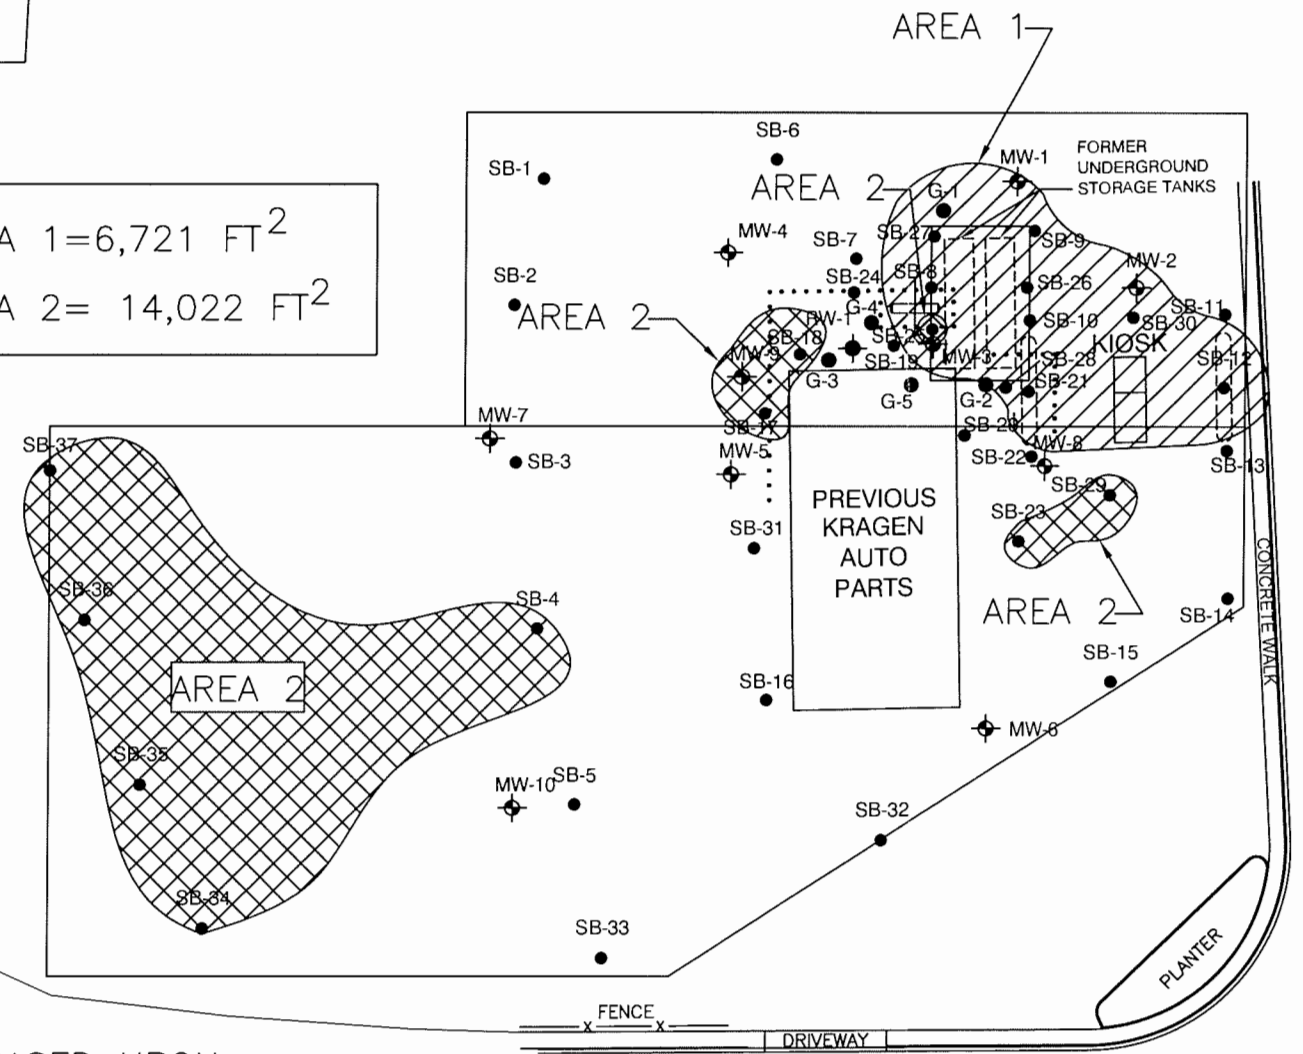 AREA 1
SB-6
SB-1
MW-1
FORMER
UNDERGROUND
STORAGE TANKS
AREA 2
G-1
A 1=6,721 FT2
MW-4
SB-7
SB-27
SB-9
MW-2
SB-2
SB-24
SB-8
SB-26
A 2= 14,022 FT2
AREA 2
G-4
SB-11
RW-1
SB-10
SB-30
SB-18
KIOSK
MW-9
SB-19
MW-3
SB-28
SB-12
G-3
G-5
G-2
SB-21
MW-7
SB-17
SB-20
SB-37
SB-3
MW-5
SB-22
MW-8
SB-13
SB-29
PREVIOUS
KRAGEN
AUTO
PARTS
SB-23
SB-31
CONCRETE WALK
SB-36
SB-4
AREA 2
SB-14
AREA 2
SB-16
SB-15
MW-6
SB-35
MW-10
SB-5
SB-32
SB-34
SB-33
PLANTER
FENCE
X
X
DRIVEWAY